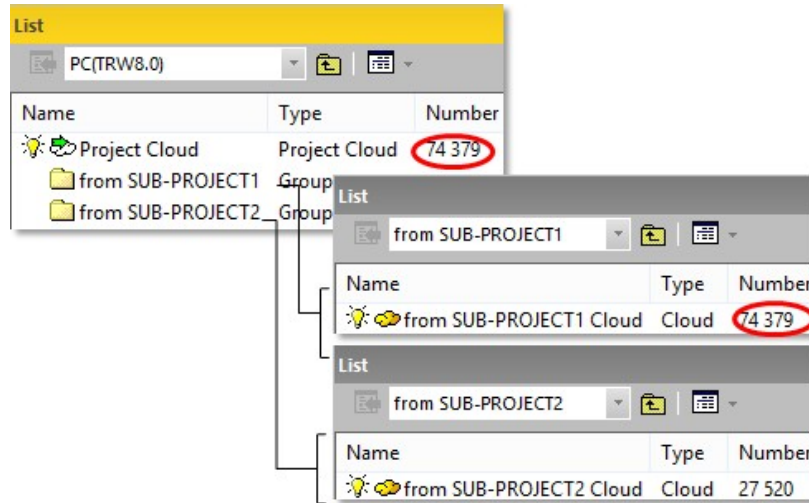 List
PC(TRW8.0)
Name Type Number
Project Cloud Project Cloud 74 379
from SUB-PROJECT1 Group
from SUB-PROJECT2 Group
List
from SUB-PROJECT1
Name Type Number
from SUB-PROJECT1 Cloud Cloud 74 379
List
from SUB-PROJECT2
Name Type Number
from SUB-PROJECT2 Cloud Cloud 27 520